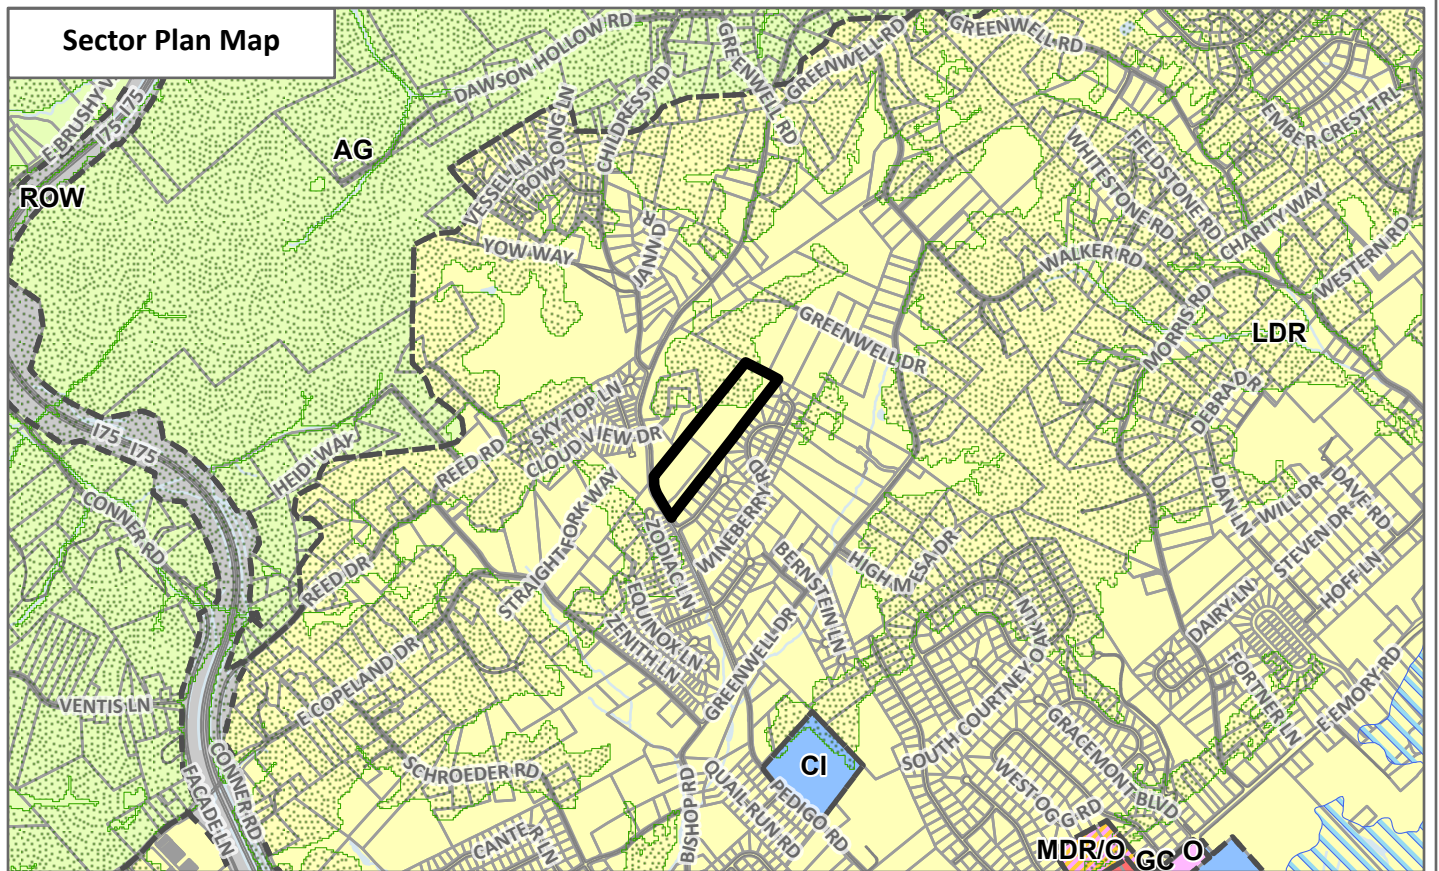 Sector Plan Map
DAWSON HOLLOW RD
GREENWELL RD
GREENWELL RD
GREENWELL RD
E BRUSHY
I75 I75
CHILDRESS RD
EMBER CREST TRL
AG
ROW
VESSEL LN
ELBOW
SONG LN
WHITESTONE RD
FIELDSTONE RD
CHARITY WAY
WESTERN RD
YOW WAY
JANN DR
WALKER RD
MORRIS RD
LDR
GREENWELL DR
DEBRA DR
SKY TOP LN
CLOUD VIEW DR
REED RD
I75 I75
HEIDI WAY
CONNER RD
STRAIGHT FORK WAY
ZODIAC LN
WINEBERRY RD
DAN LN
WILL DR
DAVE RD
STEVEN DR
HOFF LN
BERNSTEIN LN
HIGH MESA DR
REED DR
EQUINOX LN
ZENITH LN
GREENWELL DR
DAIRY LN
E COPELAND DR
VENTIS LN
SOUTH COURTNEY OAK LN
GRACEMONT BLVD
FORTNER LN
E EMORY RD
CI
CONNER RD
FACADE LN
SCHROEDER RD
CANTER LN
BISHOP RD
QUAIL RUN RD
PEDIGO RD
WEST OGG RD
MDR/O
GC
O